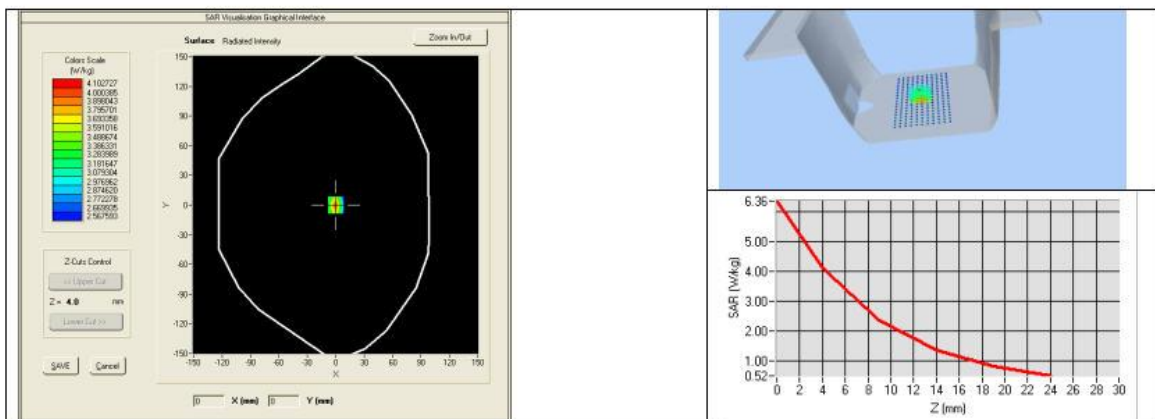 SAR Visualisation Graphical Interface
Surface Radiated Intensity
Zoom In/Out
Colors Scale
(W/kg)
4.102727
4.000385
3.898043
3.795701
3.693358
3.591016
3.488674
3.386331
3.283989
3.181647
3.079304
2.976962
2.874620
2.772278
2.669935
2.567593
Z-Cuts Control
<< Upper Cut
Z = 4.0 mm
Lower Cut >>
SAVE Cancel
150
120
90
60
30
0
-30
-60
-90
-120
-150
Y
-150 -120 -90 -60 -30 0 30 60 90 120 150
X
0 X (mm) 0 Y (mm)
6.36
5.00
4.00
3.00
2.00
1.00
0.52
SAR (W/kg)
0 2 4 6 8 10 12 14 16 18 20 22 24 26 28 30
Z (mm)